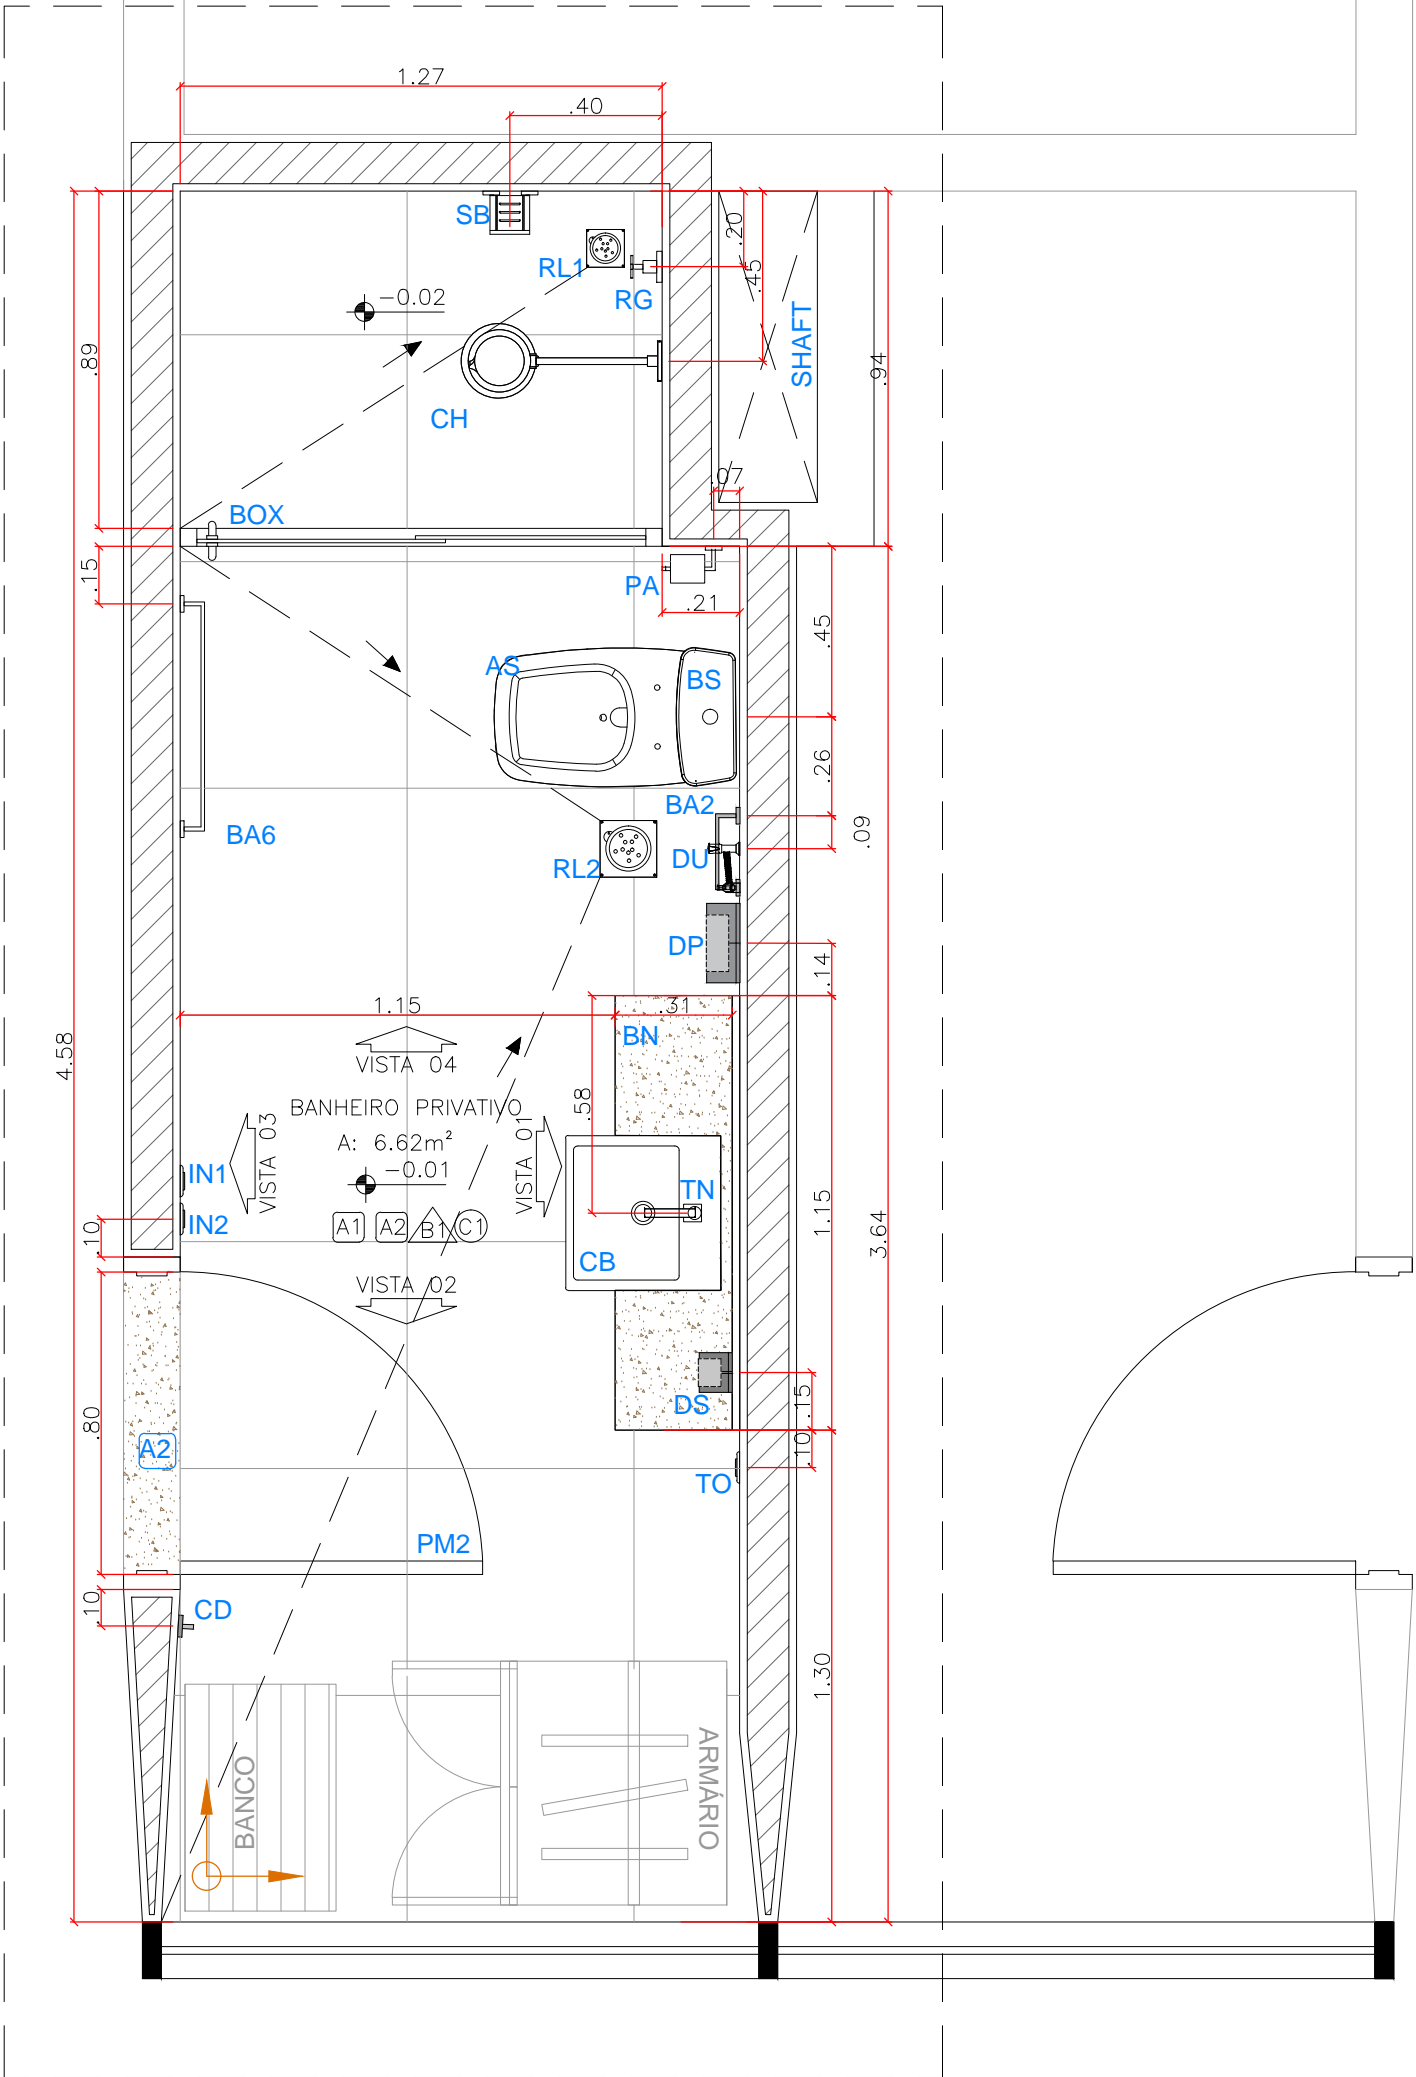 1.27
.40
SB
.20
RL1
.45
RG
-0.02
SHAFT
.89
.94
CH
.07
BOX
PA
.15
.21
.45
AS
BS
.26
BA2
BA6
.09
DU
RL2
DP
.14
1.15
.31
BN
4.58
VISTA 04
.58
BANHEIRO PRIVATIVO
VISTA 03
A: 6.62m²
VISTA 01
-0.01
IN1
TN
1.15
IN2
A1
A2
B1
C1
3.64
.10
CB
VISTA 02
.15
DS
.80
A2
.10
TO
PM2
.10
CD
1.30
ARMÁRIO
BANCO